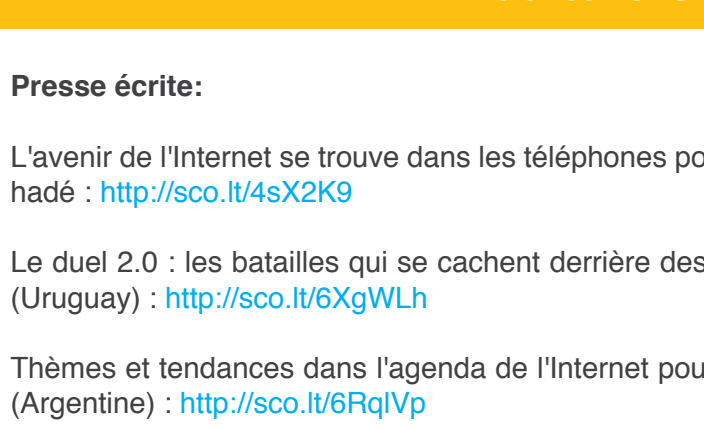 Presse écrite:
L'avenir de l'Internet se trouve dans les téléphones po
hadé : http://sco.lt/4sX2K9
Le duel 2.0 : les batailles qui se cachent derrière des
(Uruguay) : http://sco.lt/6XgWLh
Thèmes et tendances dans l'agenda de l'Internet pou
(Argentine) : http://sco.lt/6RqlVp